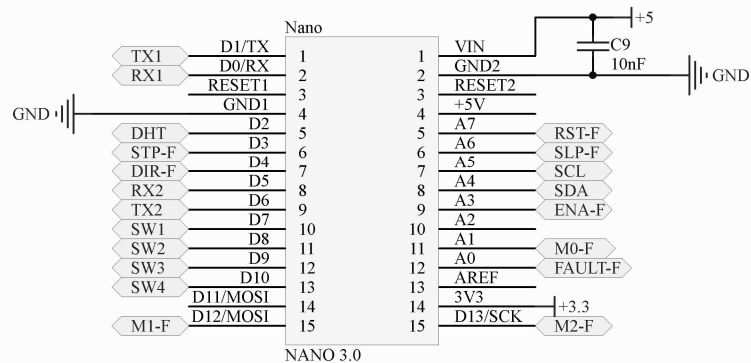 Nano
TX1 D1/TX 1 1 VIN +5
RX1 D0/RX 2 2 GND2 C9 10nF GND
RESET1 3 3 RESET2
GND GND1 4 4 +5V
DHT D2 5 5 A7 RST-F
STP-F D3 6 6 A6 SLP-F
DIR-F D4 7 7 A5 SCL
RX2 D5 8 8 A4 SDA
TX2 D6 9 9 A3 ENA-F
SW1 D7 10 10 A2
SW2 D8 11 11 A1 M0-F
SW3 D9 12 12 A0 FAULT-F
SW4 D10 13 13 AREF
D11/MOSI 14 14 3V3 +3.3
M1-F D12/MOSI 15 15 D13/SCK M2-F
NANO 3.0